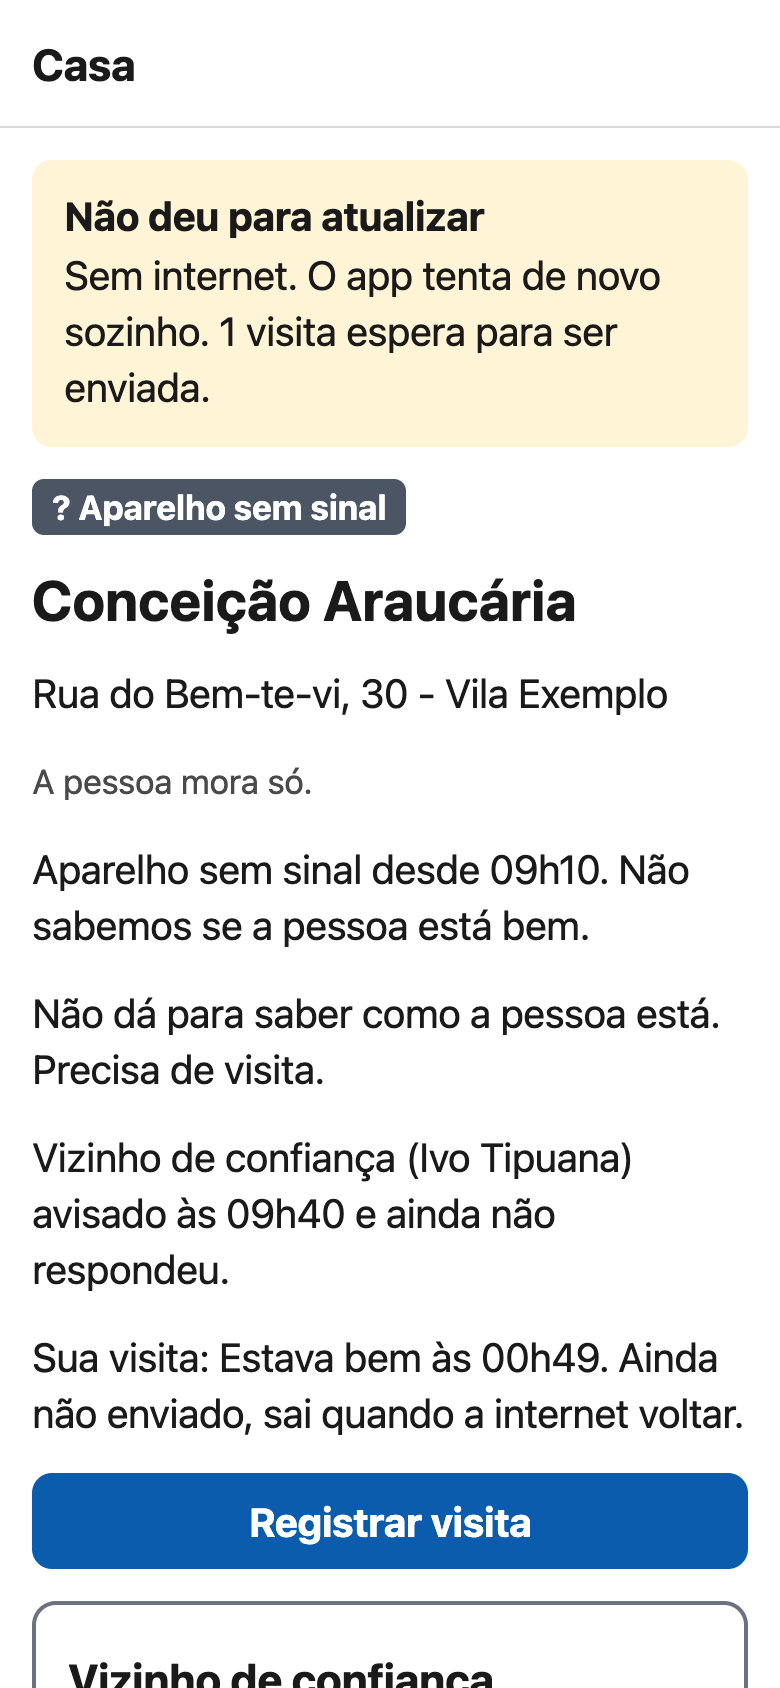 Casa
Não deu para atualizar
Sem internet. O app tenta de novo
sozinho. 1 visita espera para ser
enviada.
? Aparelho sem sinal
Conceição Araucária
Rua do Bem-te-vi, 30 - Vila Exemplo
A pessoa mora só.
Aparelho sem sinal desde 09h10. Não
sabemos se a pessoa está bem.
Não dá para saber como a pessoa está.
Precisa de visita.
Vizinho de confiança (Ivo Tipuana)
avisado às 09h40 e ainda não
respondeu.
Sua visita: Estava bem às 00h49. Ainda
não enviado, sai quando a internet voltar.
Registrar visita
Vizinho de confiança